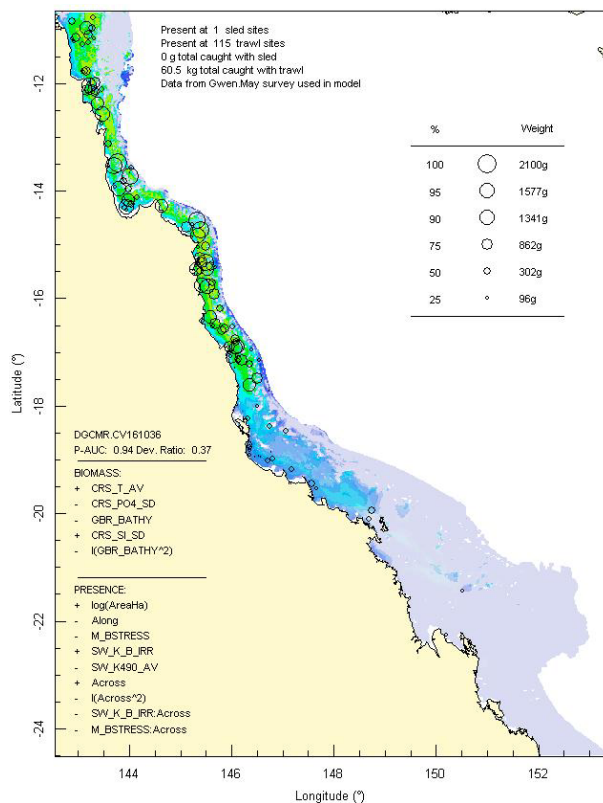 Present at 1 sled sites
Present at 115 trawl sites
0 g total caught with sled
60.5 kg total caught with trawl
Data from Gwen.May survey used in model
% Weight
100 2100g
95 1577g
90 1341g
75 862g
50 302g
25 96g
-12
-14
-16
-18
-20
-22
-24
Latitude (°)
DGCMR.CV161036
P-AUC: 0.94 Dev. Ratio: 0.37
BIOMASS:
+ CRS_T_AV
- CRS_PO4_SD
- GBR_BATHY
+ CRS_SI_SD
- I(GBR_BATHY^2)
PRESENCE:
+ log(AreaHa)
- Along
- M_BSTRESS
+ SW_K_B_IRR
- SW_K490_AV
+ Across
- I(Across^2)
- SW_K_B_IRR:Across
- M_BSTRESS:Across
144 146 148 150 152
Longitude (°)